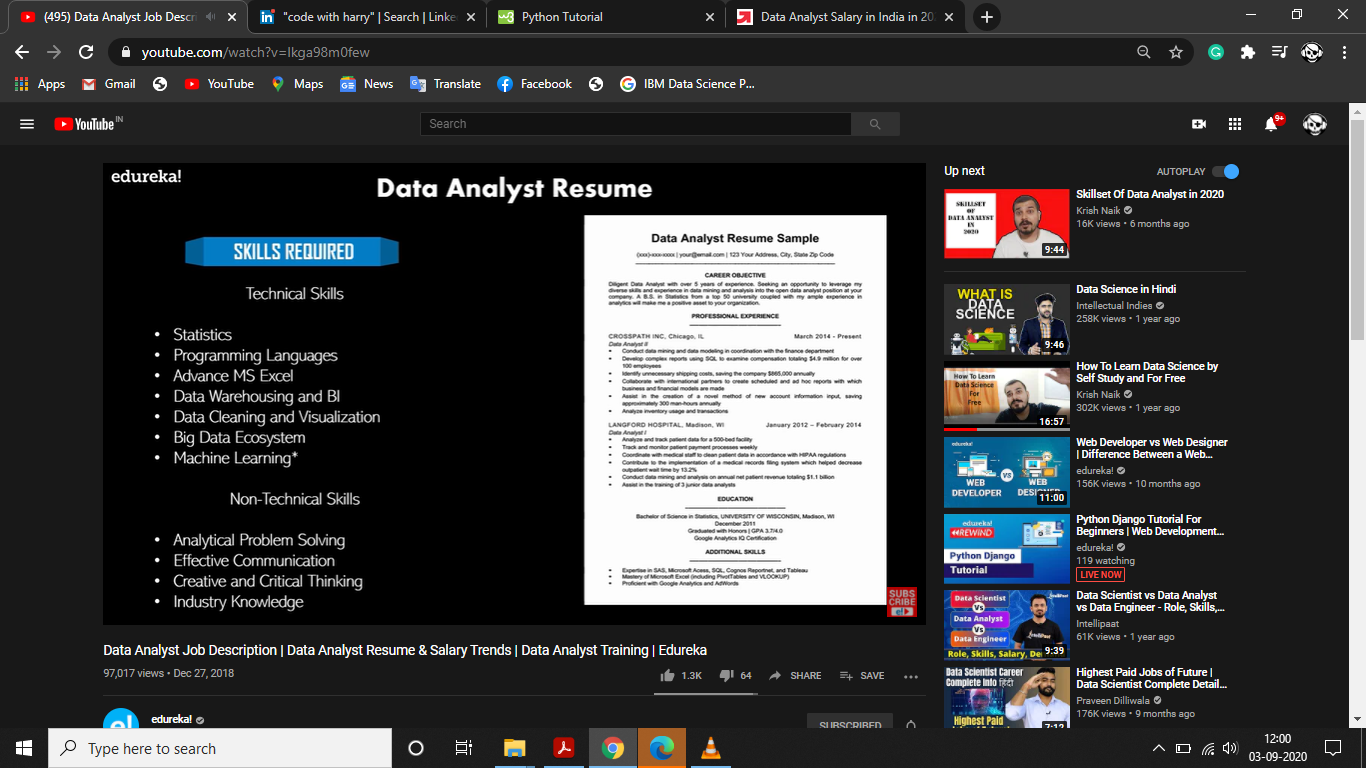 (495) Data Analyst Job Descri
"code with harry" | Search | Linke
Python Tutorial
Data Analyst Salary in India in 20
youtube.com/watch?v=Ikga98m0few
Apps
Gmail
YouTube
Maps
News
Translate
Facebook
IBM Data Science P...
YouTube IN
Search
9+
edureka!
Data Analyst Resume
SKILLS REQUIRED
Technical Skills
• Statistics
• Programming Languages
• Advance MS Excel
• Data Warehousing and BI
• Data Cleaning and Visualization
• Big Data Ecosystem
• Machine Learning*
Non-Technical Skills
• Analytical Problem Solving
• Effective Communication
• Creative and Critical Thinking
• Industry Knowledge
Data Analyst Resume Sample
(xxx)-xxx-xxxx | your@email.com | 123 Your Address, City, State Zip Code
CAREER OBJECTIVE
Diligent Data Analyst with over 5 years of experience. Seeking an opportunity to leverage my
diverse skills and experience in data mining and analysis into the open data analyst position at your
company. A B.S. in Statistics from a top 50 university coupled with my ample experience in
analytics will make me a positive asset to your organization.
PROFESSIONAL EXPERIENCE
CROSSPATH INC, Chicago, IL March 2014 - Present
Data Analyst II
• Conduct data mining and data modeling in coordination with the finance department
• Develop complex reports using SQL to examine compensation totaling $4.9 million for over
100 employees
• Identify unnecessary shipping costs, saving the company $865,000 annually
• Collaborate with international partners to create scheduled and ad hoc reports with which
business and financial models are made
• Assist in the creation of a novel method of new account information input, saving
approximately 300 man-hours annually
• Analyze inventory usage and transactions
LANGFORD HOSPITAL, Madison, WI January 2012 – February 2014
Data Analyst I
• Analyze and track patient data for a 500-bed facility
• Track and monitor patient payment processes weekly
• Coordinate with medical staff to clean patient data in accordance with HIPAA regulations
• Contribute to the implementation of a medical records filing system which helped decrease
outpatient wait time by 13.2%
• Conduct data mining and analysis on annual net patient revenue totaling $1.1 billion
• Assist in the training of 3 junior data analysts
EDUCATION
Bachelor of Science in Statistics, UNIVERSITY OF WISCONSIN, Madison, WI
December 2011
Graduated with Honors | GPA 3.7/4.0
Google Analytics IQ Certification
ADDITIONAL SKILLS
• Expertise in SAS, Microsoft Acess, SQL, Cognos Reportnet, and Tableau
• Mastery of Microsoft Excel (including PivotTables and VLOOKUP)
• Proficient with Google Analytics and AdWords
SUBS
CRIBE
Data Analyst Job Description | Data Analyst Resume & Salary Trends | Data Analyst Training | Edureka
97,017 views • Dec 27, 2018
1.3K
64
SHARE
SAVE
edureka!
SUBSCRIBED
Up next
AUTOPLAY
SKILLSET
OF
DATA ANALYST
IN
2020
9:44
Skillset Of Data Analyst in 2020
Krish Naik
16K views • 6 months ago
WHAT IS
DATA
SCIENCE
9:46
Data Science in Hindi
Intellectual Indies
258K views • 1 year ago
How To Learn
Data Science
For
Free
16:57
How To Learn Data Science by
Self Study and For Free
Krish Naik
302K views • 1 year ago
edureka!
WEB
DEVELOPER
VS
WEB
DESIGNER
11:00
Web Developer vs Web Designer
| Difference Between a Web...
edureka!
156K views • 10 months ago
edureka!
REWIND
Python Django
Tutorial
Python Django Tutorial For
Beginners | Web Development...
edureka!
119 watching
LIVE NOW
Data Scientist
Vs
Data Analyst
Vs
Data Engineer
Role, Skills, Salary, De
Intellipaat
9:39
Data Scientist vs Data Analyst
vs Data Engineer - Role, Skills,...
Intellipaat
61K views • 1 year ago
Data Scientist Career
Complete Info हिंदी
Highest Paid
7:12
Highest Paid Jobs of Future |
Data Scientist Complete Detail...
Praveen Dilliwala
176K views • 9 months ago
Type here to search
12:00
03-09-2020